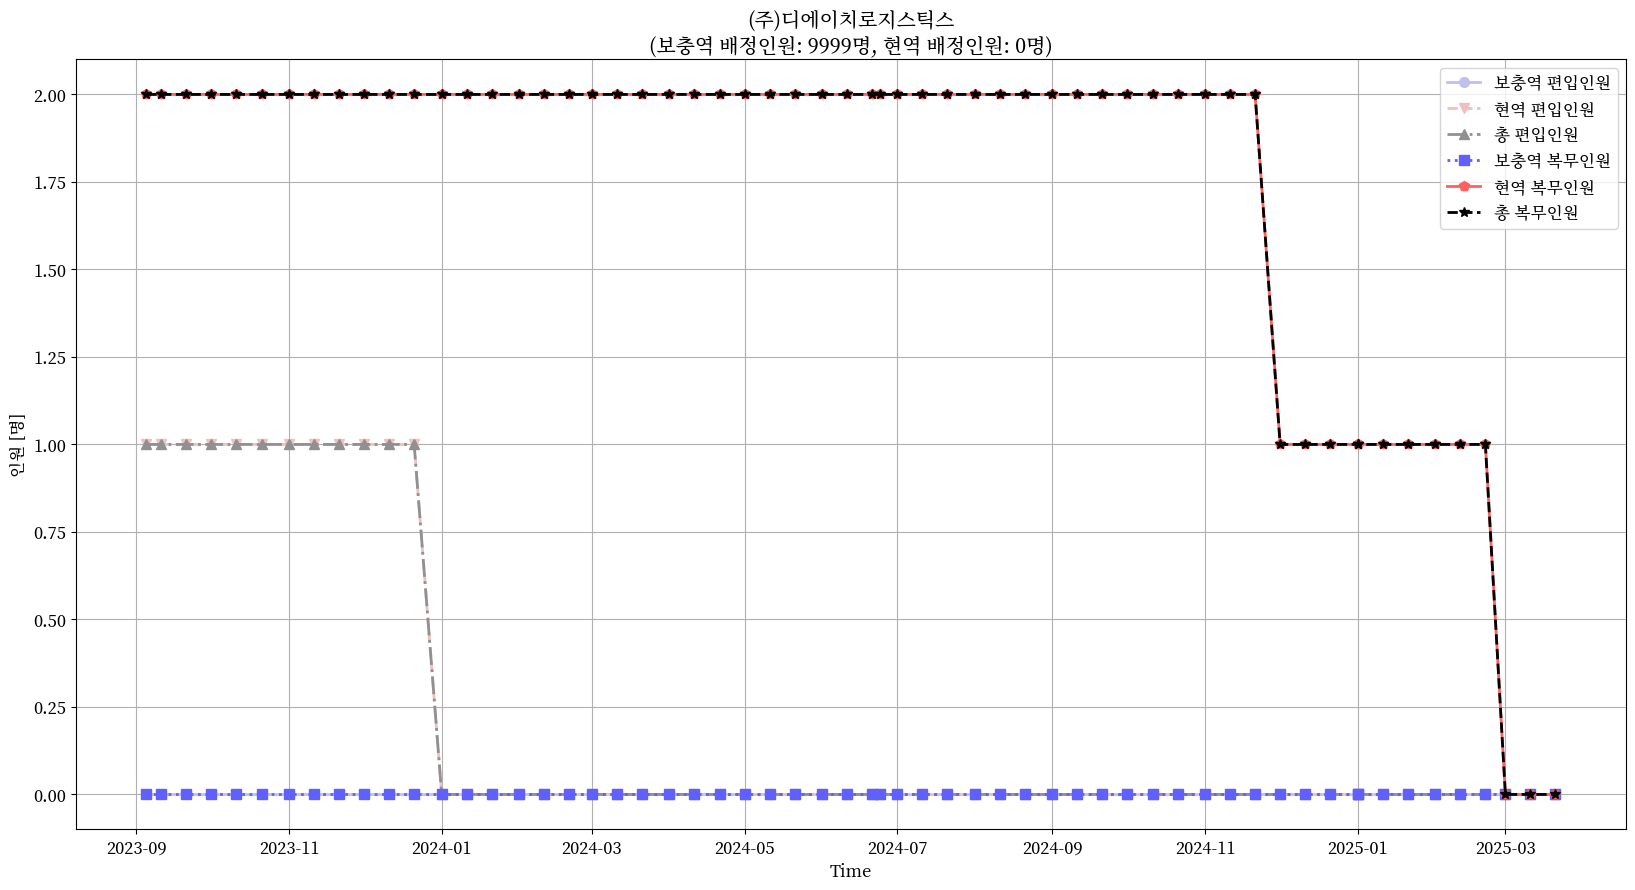 (주)디에이치로지스틱스
(보충역 배정인원: 9999명, 현역 배정인원: 0명)
보충역 편입인원
현역 편입인원
총 편입인원
보충역 복무인원
현역 복무인원
총 복무인원
인원 [명]
2.00
1.75
1.50
1.25
1.00
0.75
0.50
0.25
0.00
2023-09
2023-11
2024-01
2024-03
2024-05
2024-07
2024-09
2024-11
2025-01
2025-03
Time